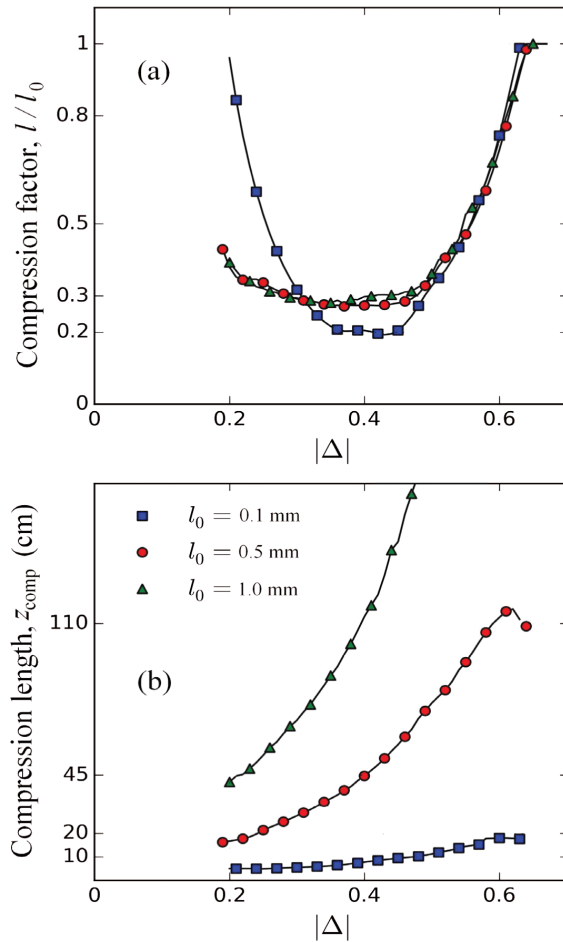 1
(a)
0.8
0.5
0.3
0.2
0
Compression factor, l / l₀
0 0.2 0.4 0.6
|Δ|
l₀ = 0.1 mm
l₀ = 0.5 mm
l₀ = 1.0 mm
110
(b)
45
20
10
Compression length, z_comp (cm)
0 0.2 0.4 0.6
|Δ|